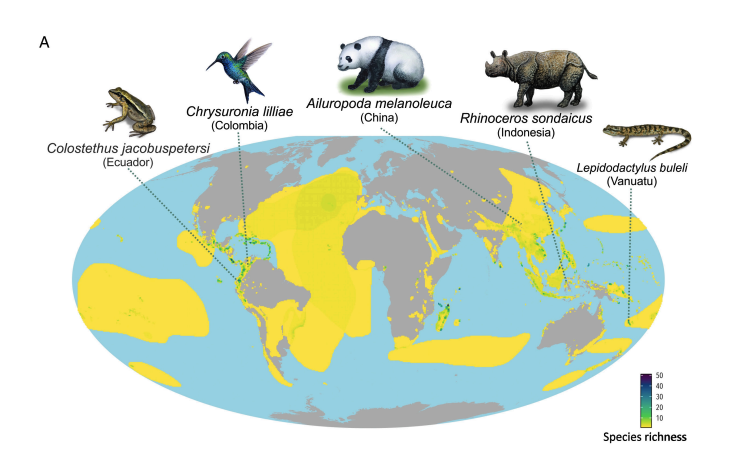 A
Chrysuronia lilliae
(Colombia)
Ailuropoda melanoleuca
(China)
Rhinoceros sondaicus
(Indonesia)
Colostethus jacobuspetersi
(Ecuador)
Lepidodactylus buleli
(Vanuatu)
50
40
30
20
10
Species richness